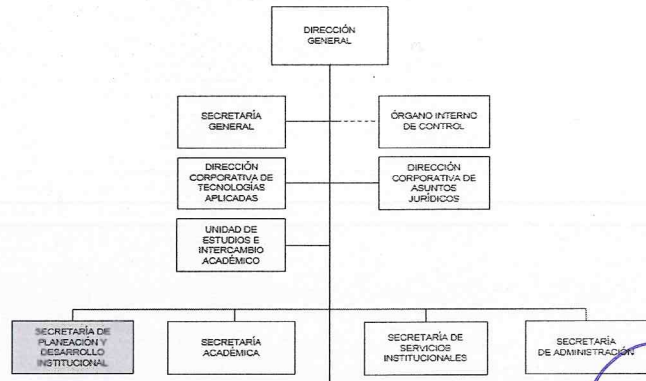 DIRECCIÓN
GENERAL
SECRETARÍA
GENERAL
ÓRGANO INTERNO
DE CONTROL
DIRECCIÓN
CORPORATIVA DE
TECNOLOGÍAS
APLICADAS
DIRECCIÓN
CORPORATIVA DE
ASUNTOS
JURÍDICOS
UNIDAD DE
ESTUDIOS E
INTERCAMBIO
ACADÉMICO
SECRETARÍA DE
PLANEACIÓN Y
DESARROLLO
INSTITUCIONAL
SECRETARÍA
ACADÉMICA
SECRETARÍA DE
SERVICIOS
INSTITUCIONALES
SECRETARÍA
DE ADMINISTRACIÓN